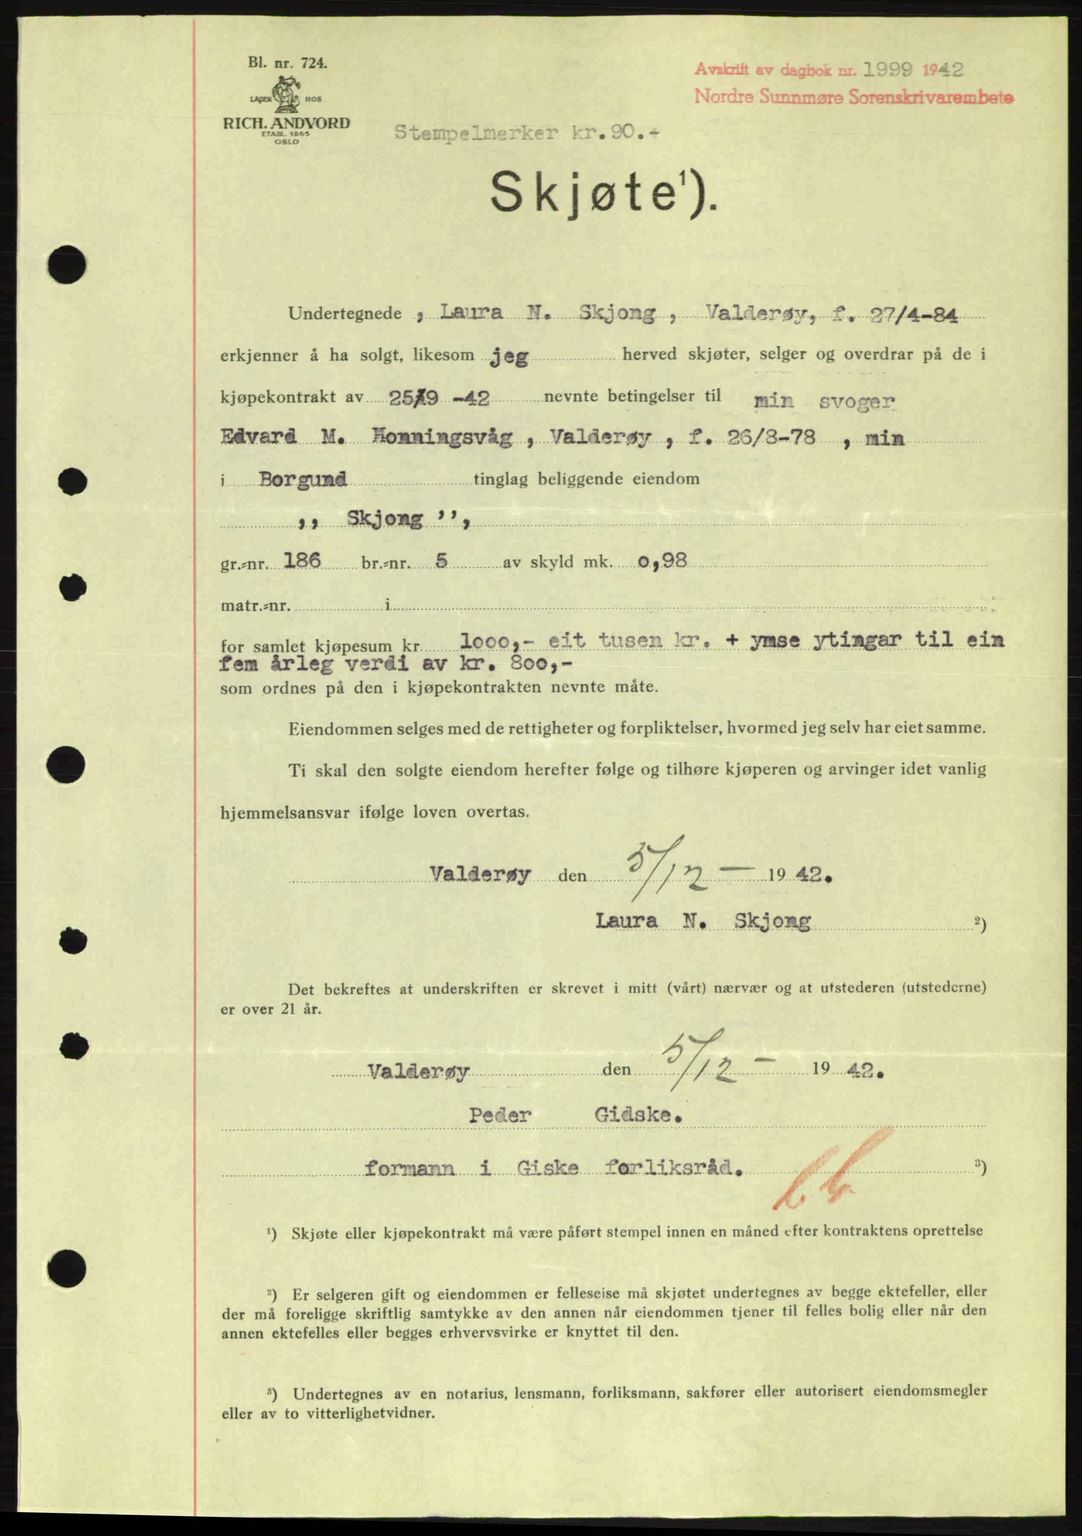 Bl. nr. 724.
LAGER HOS
RICH. ANDVORD
ETABL. 1865
OSLO
Avskrift av dagbok nr. 1999 1942
Nordre Sunnmøre Sorenskrivarembete
Stempelmerker kr.90.-
Skjøte¹).
Undertegnede , Laura N. Skjong , Valderøy, f. 27/4-84
erkjenner å ha solgt, likesom jeg herved skjøter, selger og overdrar på de i
kjøpekontrakt av 25/9 -42 nevnte betingelser til min svoger
Edvard M. Honningsvåg , Valderøy , f. 26/8-78 , min
i Borgund tinglag beliggende eiendom
,, Skjong '',
gr.-nr. 186 br.-nr. 5 av skyld mk. 0,98
matr.-nr. i
for samlet kjøpesum kr. 1000,- eit tusen kr. + ymse ytingar til ein
fem årleg verdi av kr. 800,-
som ordnes på den i kjøpekontrakten nevnte måte.
Eiendommen selges med de rettigheter og forpliktelser, hvormed jeg selv har eiet samme.
Ti skal den solgte eiendom herefter følge og tilhøre kjøperen og arvinger idet vanlig
hjemmelsansvar ifølge loven overtas.
Valderøy den 5/12 - 19 42.
Laura N. Skjong ²)
Det bekreftes at underskriften er skrevet i mitt (vårt) nærvær og at utstederen (utstederne)
er over 21 år.
Valderøy den 5/12 - 19 42.
Peder Gidske.
formann i Giske forliksråd. ³)
¹) Skjøte eller kjøpekontrakt må være påført stempel innen en måned efter kontraktens oprettelse
²) Er selgeren gift og eiendommen er felleseise må skjøtet undertegnes av begge ektefeller, eller
der må foreligge skriftlig samtykke av den annen når eiendommen tjener til felles bolig eller når den
annen ektefelles eller begges erhvervsvirke er knyttet til den.
³) Undertegnes av en notarius, lensmann, forliksmann, sakfører eller autorisert eiendomsmegler
eller av to vitterlighetvidner.